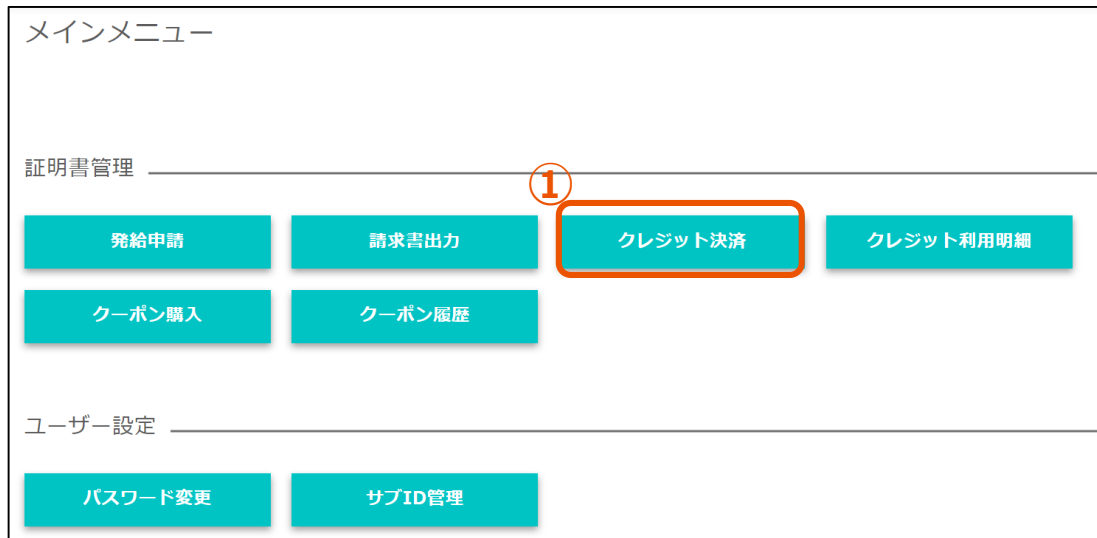 メインメニュー
証明書管理
①
発給申請 請求書出力 クレジット決済 クレジット利用明細
クーポン購入 クーポン履歴
ユーザー設定
パスワード変更 サブID管理